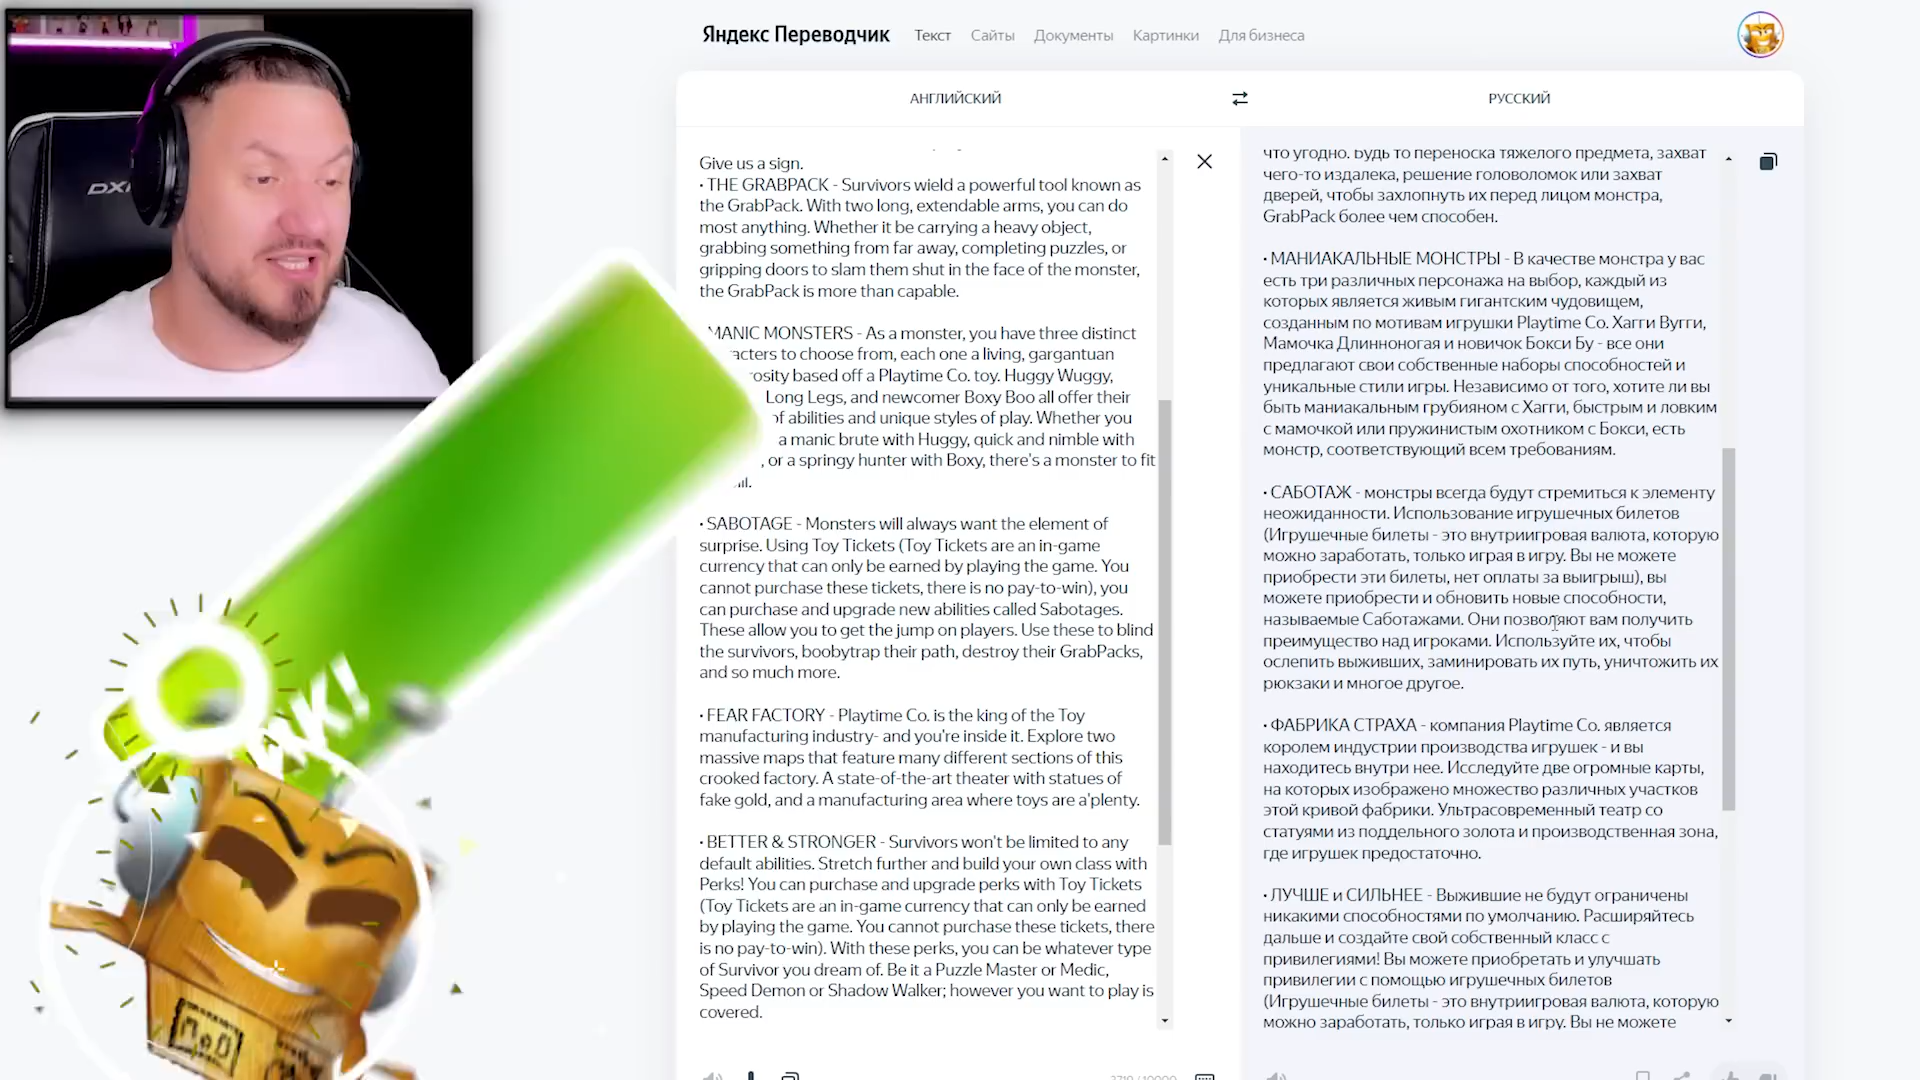 DX
Яндекс Переводчик
Текст
Сайты
Документы
Картинки
Для бизнеса
АНГЛИЙСКИЙ
РУССКИЙ
Give us a sign.
• THE GRABPACK - Survivors wield a powerful tool known as
the GrabPack. With two long, extendable arms, you can do
most anything. Whether it be carrying a heavy object,
grabbing something from far away, completing puzzles, or
gripping doors to slam them shut in the face of the monster,
the GrabPack is more than capable.
MANIC MONSTERS - As a monster, you have three distinct
to choose from, each one a living, gargantuan
based off a Playtime Co. toy. Huggy Wuggy,
Long Legs, and newcomer Boxy Boo all offer their
of abilities and unique styles of play. Whether you
a manic brute with Huggy, quick and nimble with
, or a springy hunter with Boxy, there's a monster to fit
• SABOTAGE - Monsters will always want the element of
surprise. Using Toy Tickets (Toy Tickets are an in-game
currency that can only be earned by playing the game. You
cannot purchase these tickets, there is no pay-to-win), you
can purchase and upgrade new abilities called Sabotages.
These allow you to get the jump on players. Use these to blind
the survivors, boobytrap their path, destroy their GrabPacks,
and so much more.
• FEAR FACTORY - Playtime Co. is the king of the Toy
manufacturing industry- and you're inside it. Explore two
massive maps that feature many different sections of this
crooked factory. A state-of-the-art theater with statues of
fake gold, and a manufacturing area where toys are a'plenty.
• BETTER & STRONGER - Survivors won't be limited to any
default abilities. Stretch further and build your own class with
Perks! You can purchase and upgrade perks with Toy Tickets
(Toy Tickets are an in-game currency that can only be earned
by playing the game. You cannot purchase these tickets, there
is no pay-to-win). With these perks, you can be whatever type
of Survivor you dream of. Be it a Puzzle Master or Medic,
Speed Demon or Shadow Walker; however you want to play is
covered.
что угодно. Будь то переноска тяжелого предмета, захват
чего-то издалека, решение головоломок или захват
дверей, чтобы захлопнуть их перед лицом монстра,
GrabPack более чем способен.
• МАНИАКАЛЬНЫЕ МОНСТРЫ - В качестве монстра у вас
есть три различных персонажа на выбор, каждый из
которых является живым гигантским чудовищем,
созданным по мотивам игрушки Playtime Co. Хагги Вугги,
Мамочка Длинноногая и новичок Бокси Бу - все они
предлагают свои собственные наборы способностей и
уникальные стили игры. Независимо от того, хотите ли вы
быть маниакальным грубияном с Хагги, быстрым и ловким
с мамочкой или пружинистым охотником с Бокси, есть
монстр, соответствующий всем требованиям.
• САБОТАЖ - монстры всегда будут стремиться к элементу
неожиданности. Использование игрушечных билетов
(Игрушечные билеты - это внутриигровая валюта, которую
можно заработать, только играя в игру. Вы не можете
приобрести эти билеты, нет оплаты за выигрыш), вы
можете приобрести и обновить новые способности,
называемые Саботажами. Они позволяют вам получить
преимущество над игроками. Используйте их, чтобы
ослепить выживших, заминировать их путь, уничтожить их
рюкзаки и многое другое.
• ФАБРИКА СТРАХА - компания Playtime Co. является
королем индустрии производства игрушек - и вы
находитесь внутри нее. Исследуйте две огромные карты,
на которых изображено множество различных участков
этой кривой фабрики. Ультрасовременный театр со
статуями из поддельного золота и производственная зона,
где игрушек предостаточно.
• ЛУЧШЕ и СИЛЬНЕЕ - Выжившие не будут ограничены
никакими способностями по умолчанию. Расширяйтесь
дальше и создайте свой собственный класс с
привилегиями! Вы можете приобретать и улучшать
привилегии с помощью игрушечных билетов
(Игрушечные билеты - это внутриигровая валюта, которую
можно заработать, только играя в игру. Вы не можете